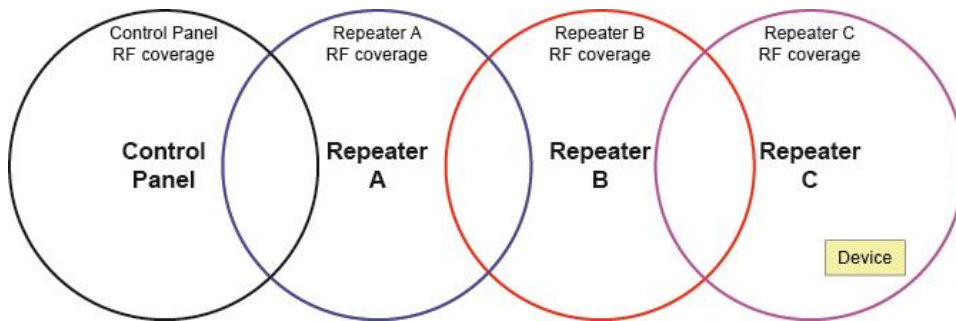 Control Panel
RF coverage
Repeater A
RF coverage
Repeater B
RF coverage
Repeater C
RF coverage
Control
Panel
Repeater
A
Repeater
B
Repeater
C
Device